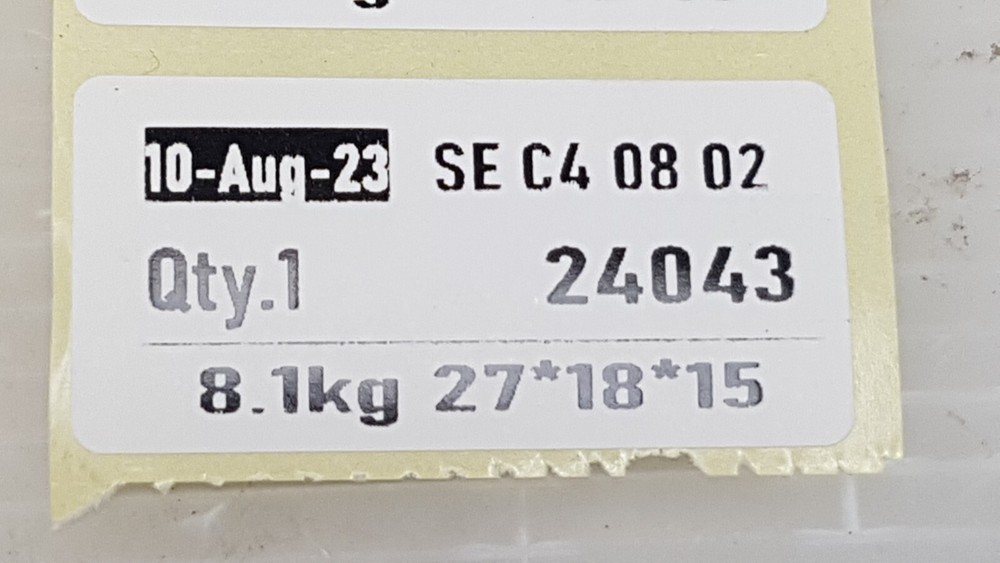 10-Aug-23 SE C4 08 02
Qty.1 24043
8.1kg 27*18*15